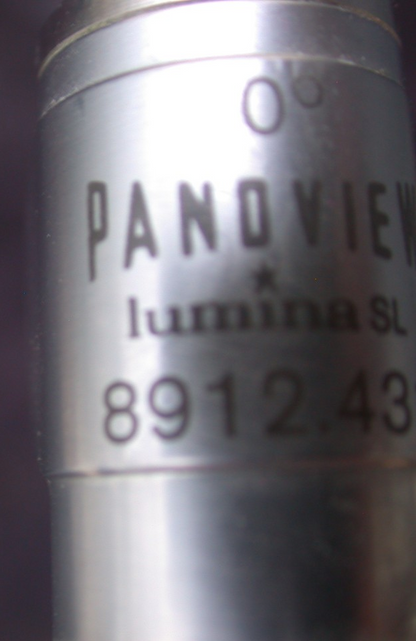 0°
PANOVIEW
★
lumina SL
8912.43